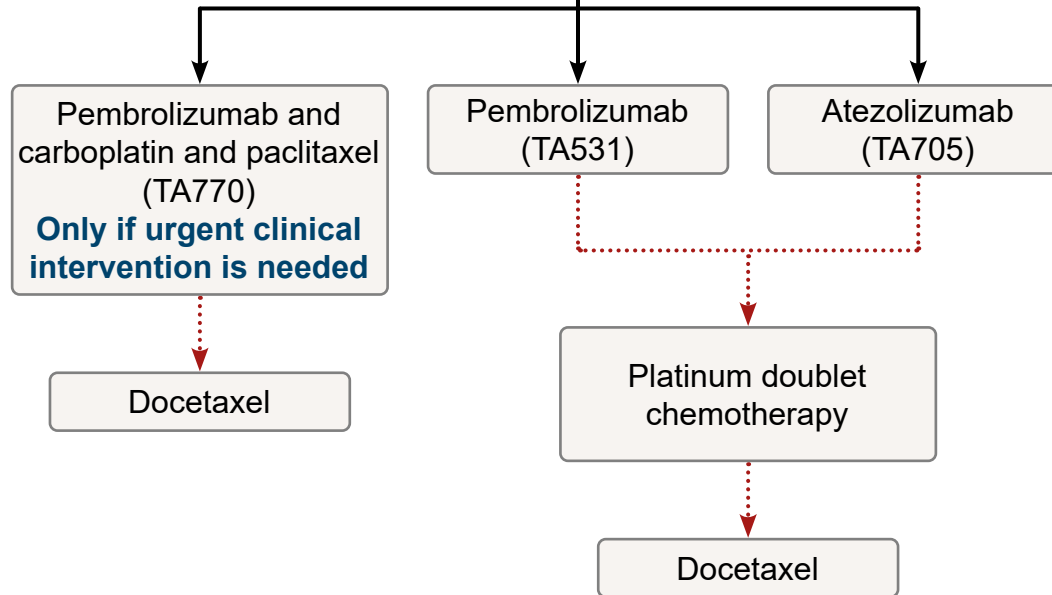 Pembrolizumab and
carboplatin and paclitaxel
(TA770)
Only if urgent clinical
intervention is needed
Pembrolizumab
(TA531)
Atezolizumab
(TA705)
Docetaxel
Platinum doublet
chemotherapy
Docetaxel